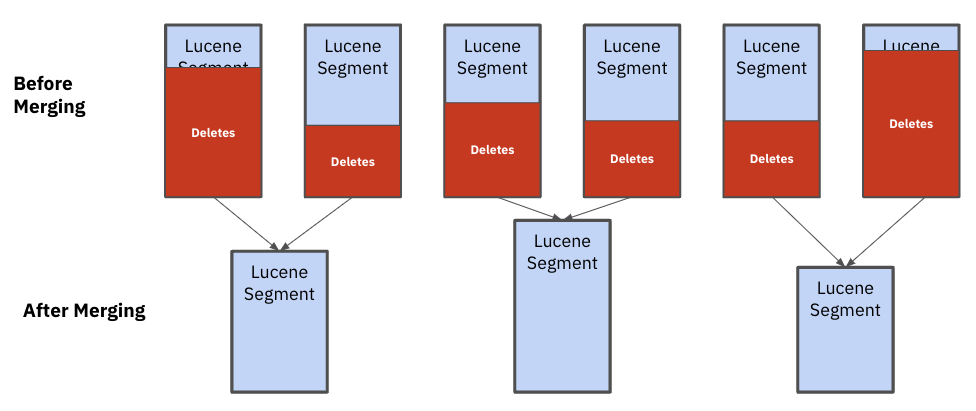 Before
Merging
Lucene
Segment
Deletes
Lucene
Segment
Deletes
Lucene
Segment
Deletes
Lucene
Segment
Deletes
Lucene
Segment
Deletes
Lucene
Deletes
After Merging
Lucene
Segment
Lucene
Segment
Lucene
Segment